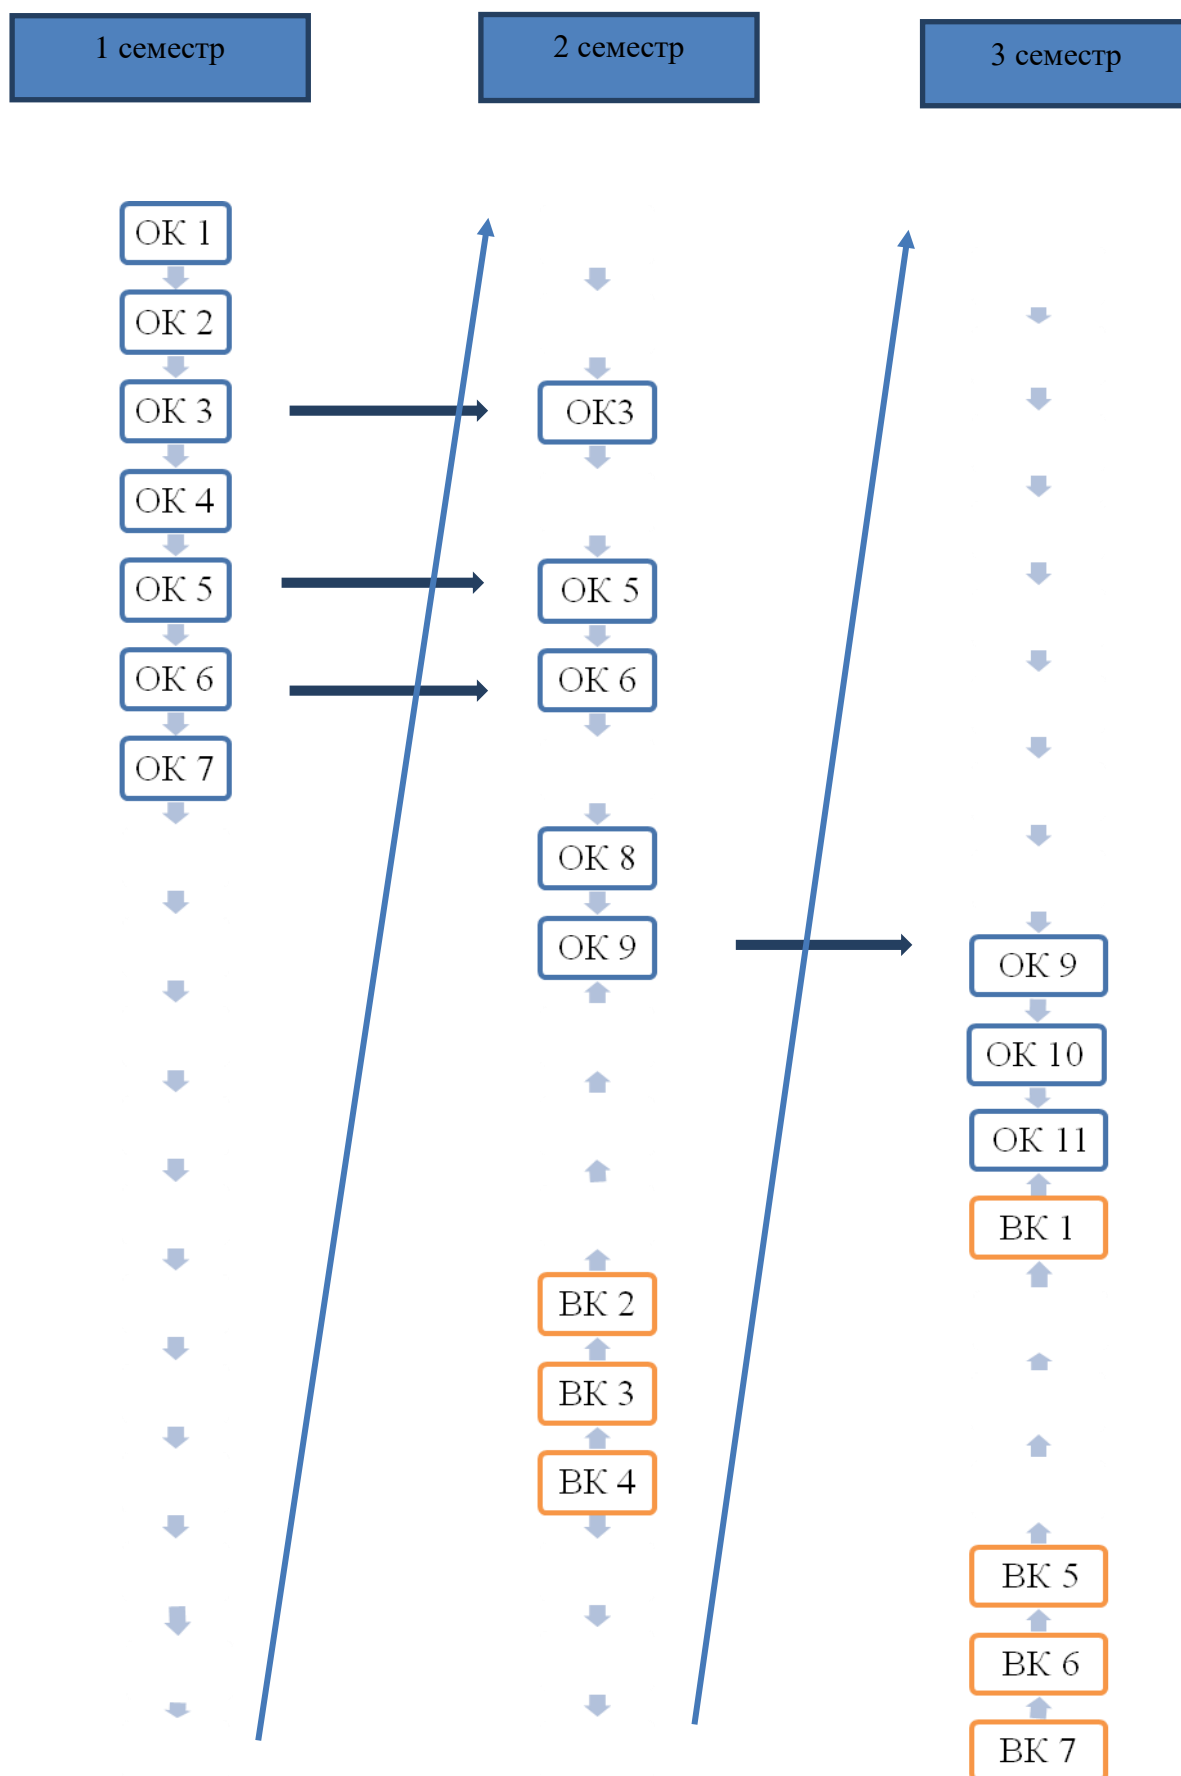 1 семестр
2 семестр
3 семестр
ОК 1
ОК 2
ОК 3
ОК 4
ОК 5
ОК 6
ОК 7
ОК3
ОК 5
ОК 6
ОК 8
ОК 9
ВК 2
ВК 3
ВК 4
ОК 9
ОК 10
ОК 11
ВК 1
ВК 5
ВК 6
ВК 7